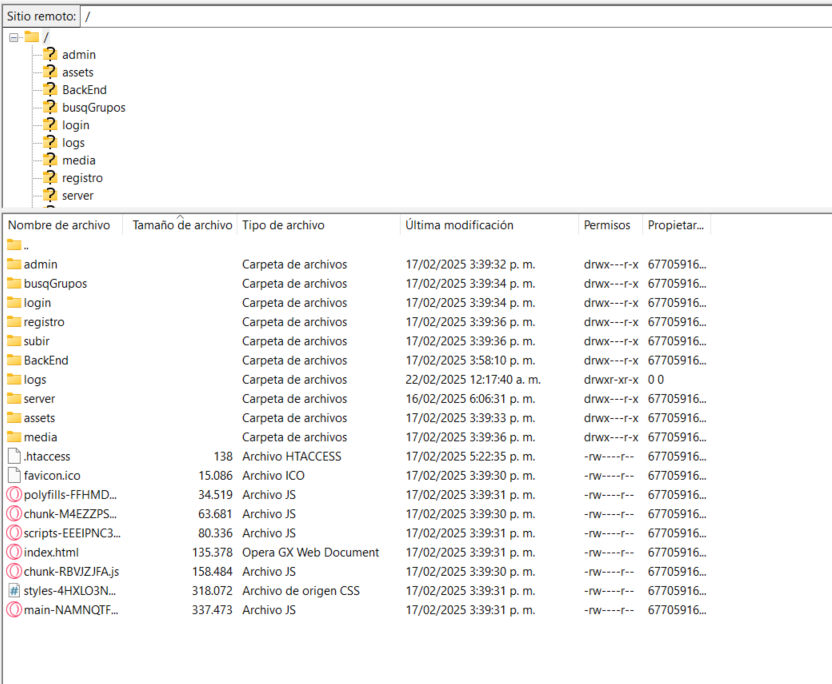 Sitio remoto: /
/
admin
assets
BackEnd
busqGrupos
login
logs
media
registro
server
Nombre de archivo Tamaño de archivo Tipo de archivo Última modificación Permisos Propietar...
..
admin Carpeta de archivos 17/02/2025 3:39:32 p. m. drwx---r-x 67705916...
busqGrupos Carpeta de archivos 17/02/2025 3:39:34 p. m. drwx---r-x 67705916...
login Carpeta de archivos 17/02/2025 3:39:34 p. m. drwx---r-x 67705916...
registro Carpeta de archivos 17/02/2025 3:39:36 p. m. drwx---r-x 67705916...
subir Carpeta de archivos 17/02/2025 3:39:36 p. m. drwx---r-x 67705916...
BackEnd Carpeta de archivos 17/02/2025 3:58:10 p. m. drwx---r-x 67705916...
logs Carpeta de archivos 22/02/2025 12:17:40 a. m. drwxr-xr-x 0 0
server Carpeta de archivos 16/02/2025 6:06:31 p. m. drwx---r-x 67705916...
assets Carpeta de archivos 17/02/2025 3:39:33 p. m. drwx---r-x 67705916...
media Carpeta de archivos 17/02/2025 3:39:36 p. m. drwx---r-x 67705916...
.htaccess 138 Archivo HTACCESS 17/02/2025 5:22:35 p. m. -rw----r-- 67705916...
favicon.ico 15.086 Archivo ICO 17/02/2025 3:39:30 p. m. -rw----r-- 67705916...
polyfills-FFHMD... 34.519 Archivo JS 17/02/2025 3:39:31 p. m. -rw----r-- 67705916...
chunk-M4EZZPS... 63.681 Archivo JS 17/02/2025 3:39:30 p. m. -rw----r-- 67705916...
scripts-EEEIPNC3... 80.336 Archivo JS 17/02/2025 3:39:31 p. m. -rw----r-- 67705916...
index.html 135.378 Opera GX Web Document 17/02/2025 3:39:31 p. m. -rw----r-- 67705916...
chunk-RBVJZJFA.js 158.484 Archivo JS 17/02/2025 3:39:30 p. m. -rw----r-- 67705916...
styles-4HXLO3N... 318.072 Archivo de origen CSS 17/02/2025 3:39:31 p. m. -rw----r-- 67705916...
main-NAMNQTF... 337.473 Archivo JS 17/02/2025 3:39:31 p. m. -rw----r-- 67705916...